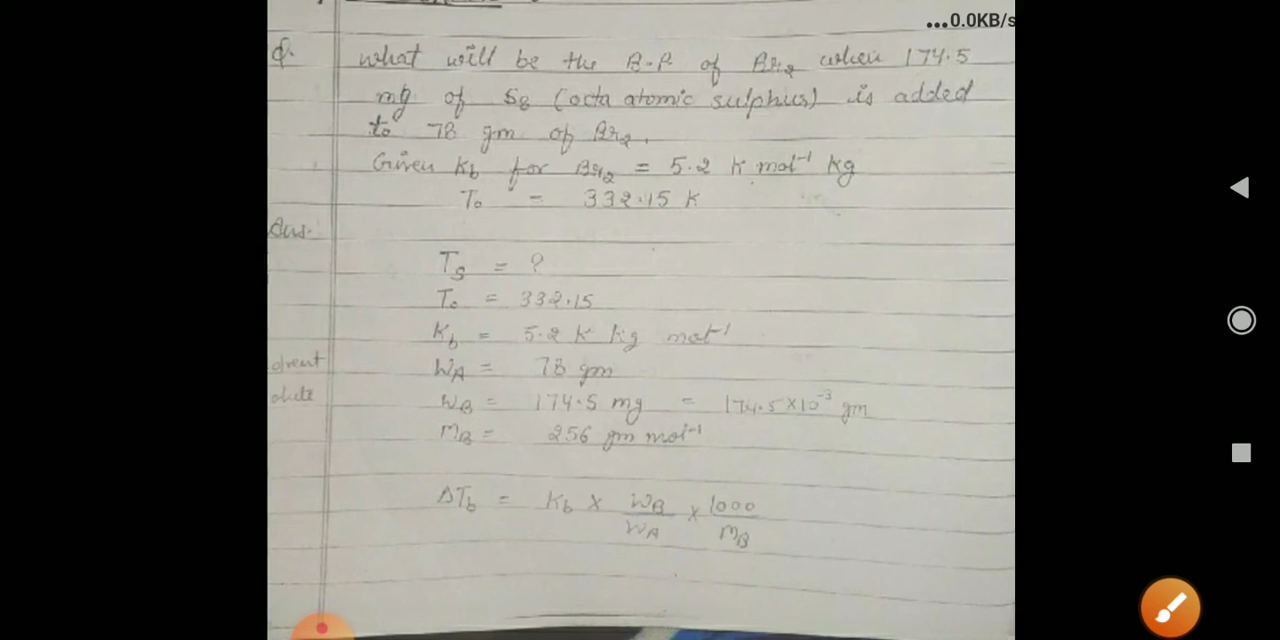 ...0.0KB/s
Q. What will be the B.P. of Br2 when 174.5
mg of S8 (octa atomic sulphur) is added
to 78 gm of Br2.
Given Kb for Br2 = 5.2 K mol⁻¹ kg
T₀ = 332.15 K
Ans.
Ts = ?
T₀ = 332.15
Kb = 5.2 K kg mol⁻¹
WA = 78 gm
WB = 174.5 mg = 174.5 × 10⁻³ gm
MB = 256 gm mol⁻¹
ΔTb = Kb × WB/WA × 1000/MB